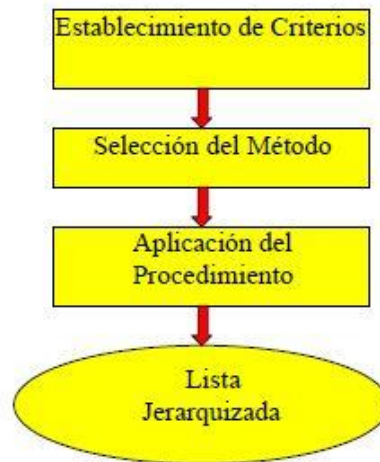 Establecimiento de Criterios
Selección del Método
Aplicación del
Procedimiento
Lista
Jerarquizada